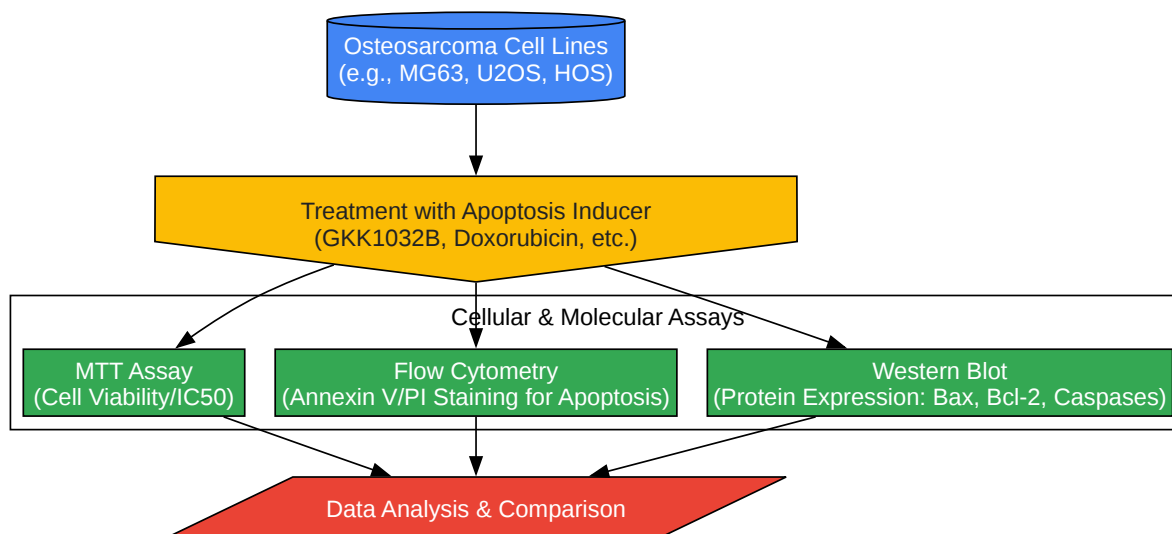 Osteosarcoma Cell Lines
(e.g., MG63, U2OS, HOS)
Treatment with Apoptosis Inducer
(GKK1032B, Doxorubicin, etc.)
Cellular & Molecular Assays
MTT Assay
(Cell Viability/IC50)
Flow Cytometry
(Annexin V/PI Staining for Apoptosis)
Western Blot
(Protein Expression: Bax, Bcl-2, Caspases)
Data Analysis & Comparison